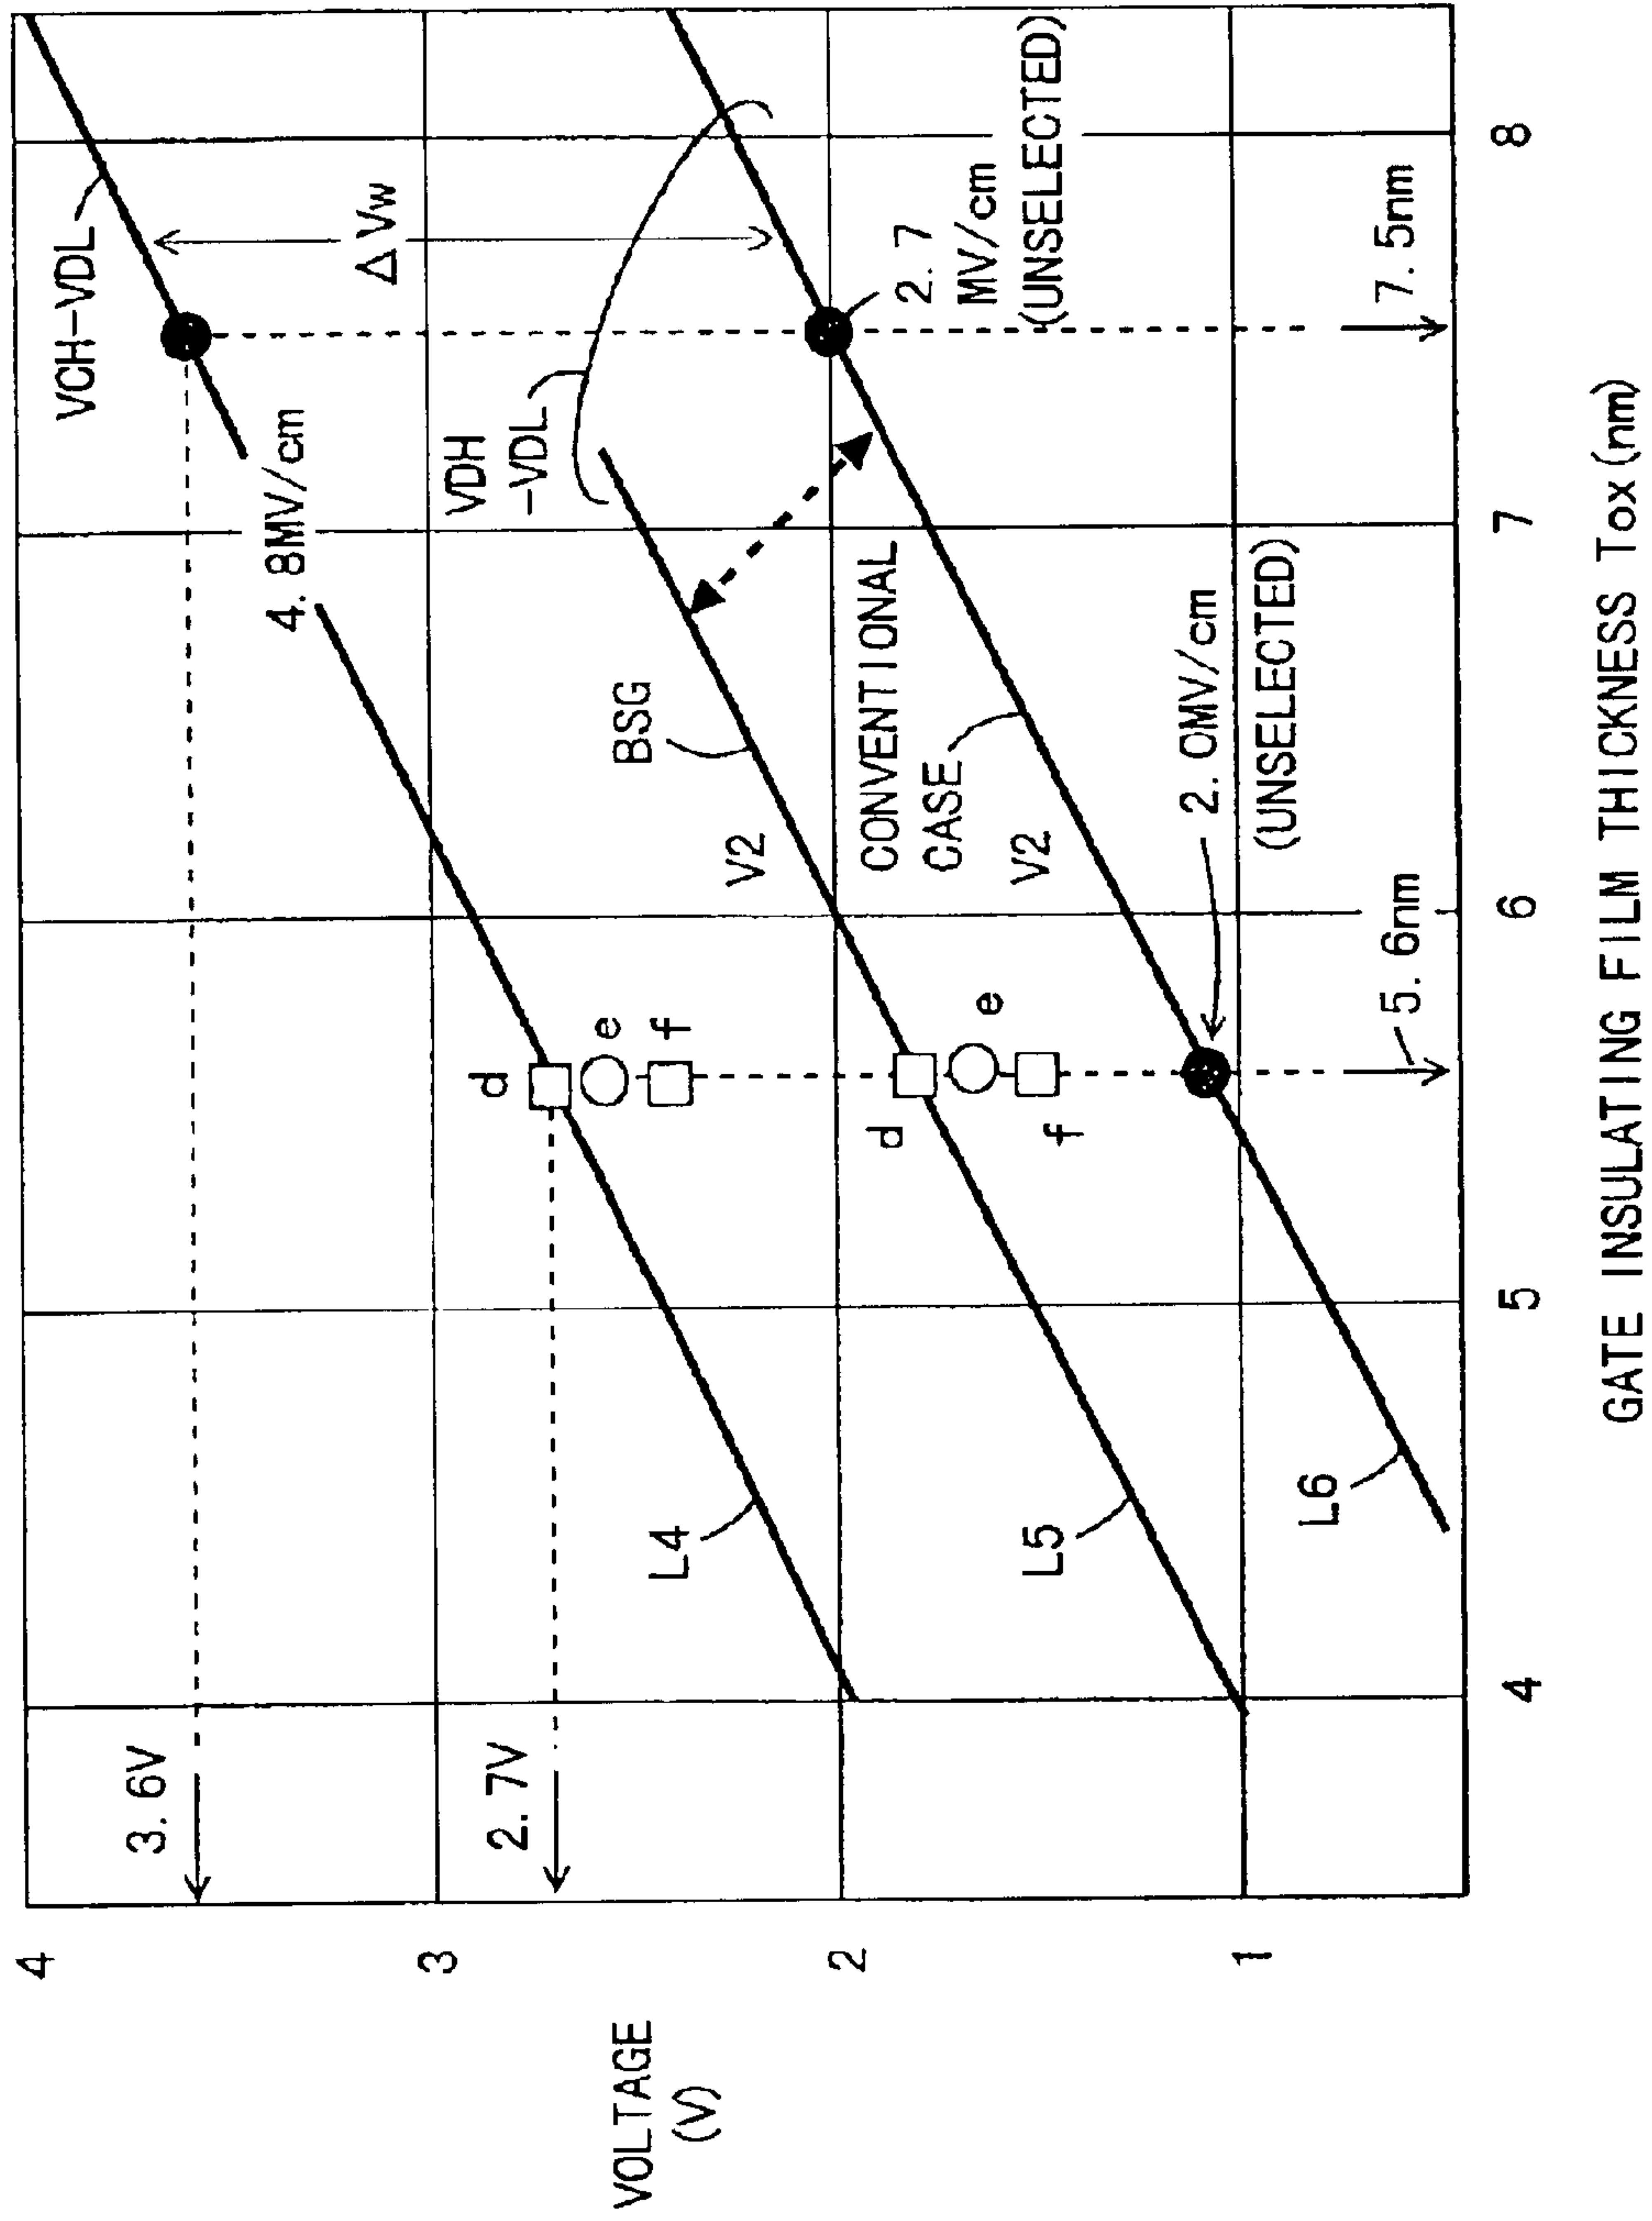 4
3
2
1
VOLTAGE
(V)
3. 6V
2. 7V
VCH-VDL
4. 8MV/cm
Δ Vw
VDH
-VDL
BSG
V2
CONVENTIONAL
CASE
V2
2. 7
MV/cm
(UNSELECTED)
2. 0MV/cm
(UNSELECTED)
d
e
f
d
e
f
L4
L5
L6
5. 6nm
7. 5nm
4
5
6
7
8
GATE INSULATING FILM THICKNESS Tox(nm)